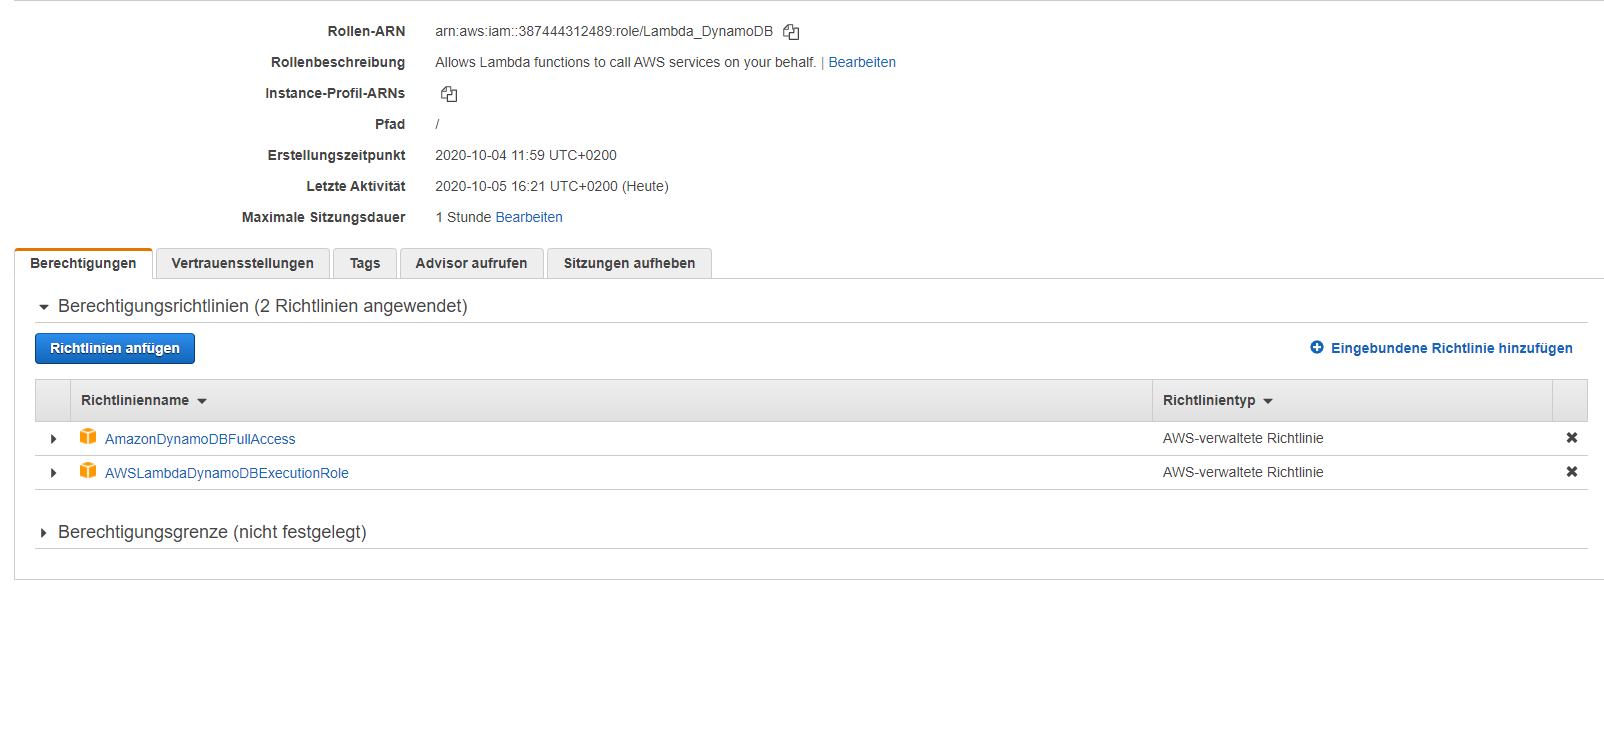 Rollen-ARN arn:aws:iam::387444312489:role/Lambda_DynamoDB
Rollenbeschreibung Allows Lambda functions to call AWS services on your behalf. | Bearbeiten
Instance-Profil-ARNs
Pfad /
Erstellungszeitpunkt 2020-10-04 11:59 UTC+0200
Letzte Aktivität 2020-10-05 16:21 UTC+0200 (Heute)
Maximale Sitzungsdauer 1 Stunde Bearbeiten
Berechtigungen Vertrauensstellungen Tags Advisor aufrufen Sitzungen aufheben
Berechtigungsrichtlinien (2 Richtlinien angewendet)
Richtlinien anfügen Eingebundene Richtlinie hinzufügen
Richtlinienname Richtlinientyp
AmazonDynamoDBFullAccess AWS-verwaltete Richtlinie
AWSLambdaDynamoDBExecutionRole AWS-verwaltete Richtlinie
Berechtigungsgrenze (nicht festgelegt)